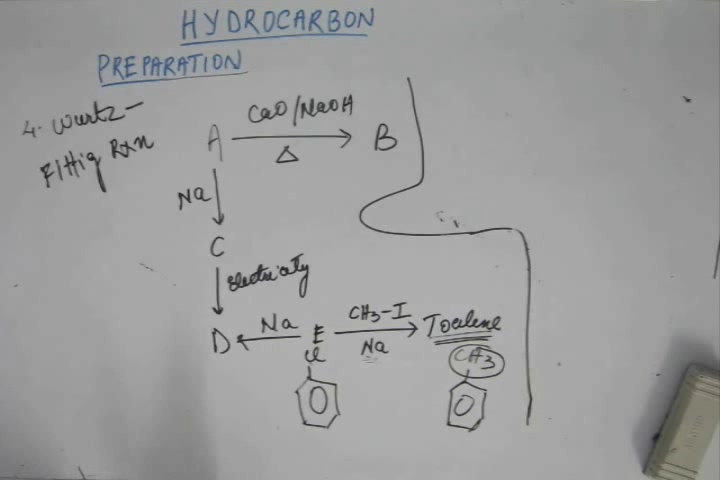 HYDROCARBON
PREPARATION
4. Wurtz-
Fittig Rxn
CaO/NaOH
A
B
Δ
Na
C
Electricity
D
Na
E
CH3-I
Na
Toulene
Cl
CH3